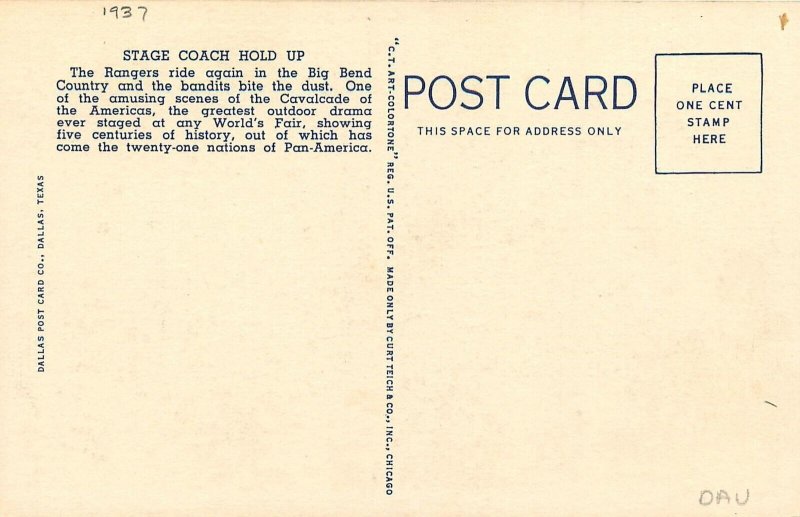 1937
STAGE COACH HOLD UP
The Rangers ride again in the Big Bend
Country and the bandits bite the dust. One
of the amusing scenes of the Cavalcade of
the Americas, the greatest outdoor drama
ever staged at any World's Fair, showing
five centuries of history, out of which has
come the twenty-one nations of Pan-America.
DALLAS POST CARD CO., DALLAS, TEXAS
"C.T. ART-COLORTONE" REG. U.S. PAT. OFF. MADE ONLY BY CURT TEICH & CO., INC., CHICAGO
POST CARD
THIS SPACE FOR ADDRESS ONLY
PLACE
ONE CENT
STAMP
HERE
DAU